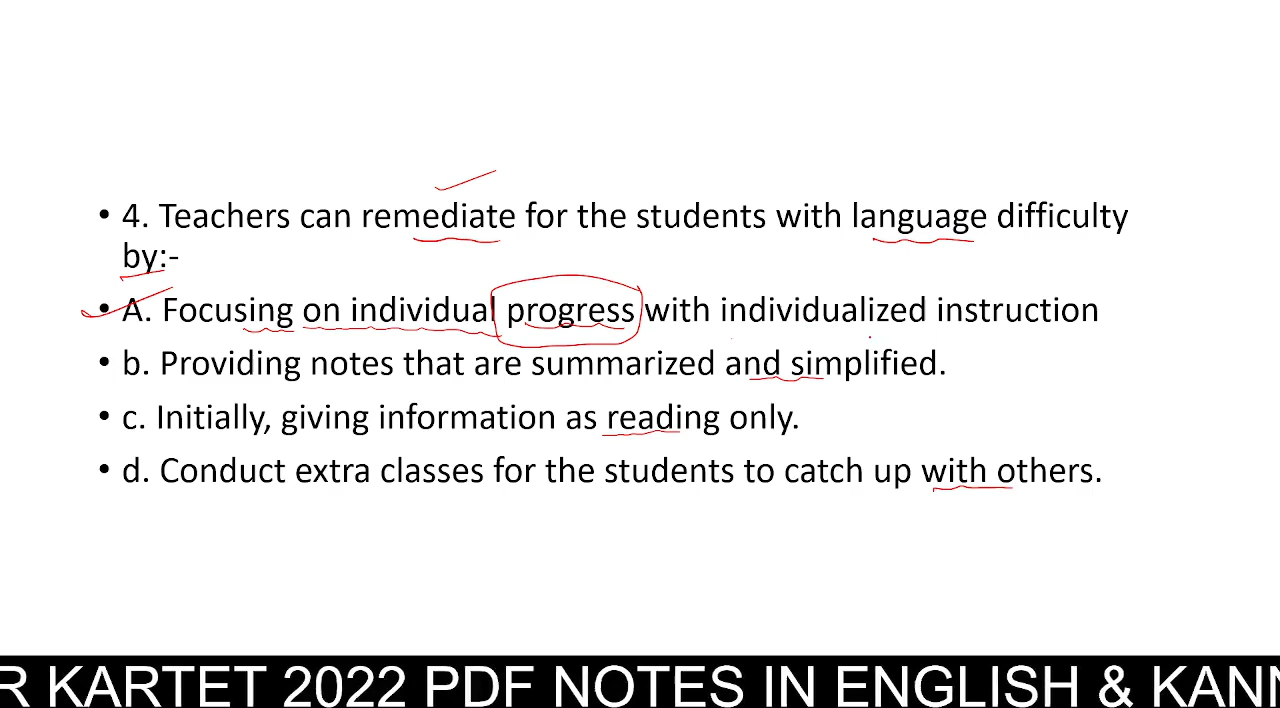 • 4. Teachers can remediate for the students with language difficulty
by:-
• A. Focusing on individual progress with individualized instruction
• b. Providing notes that are summarized and simplified.
• c. Initially, giving information as reading only.
• d. Conduct extra classes for the students to catch up with others.
R KARTET 2022 PDF NOTES IN ENGLISH & KANN